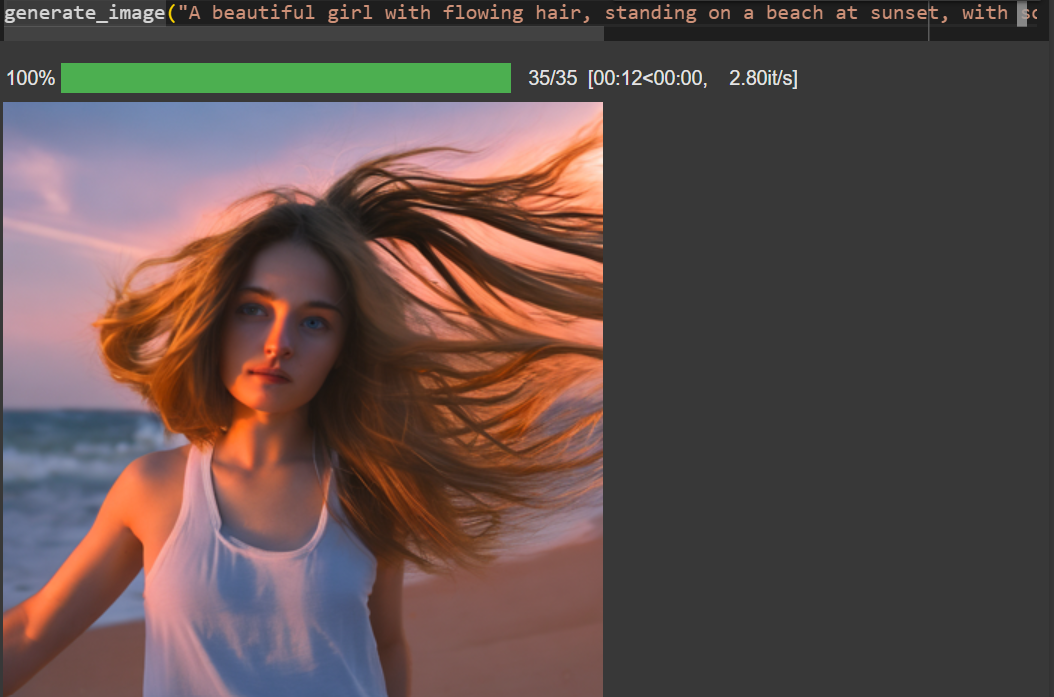 generate_image("A beautiful girl with flowing hair, standing on a beach at sunset, with
100% 35/35 [00:12<00:00, 2.80it/s]